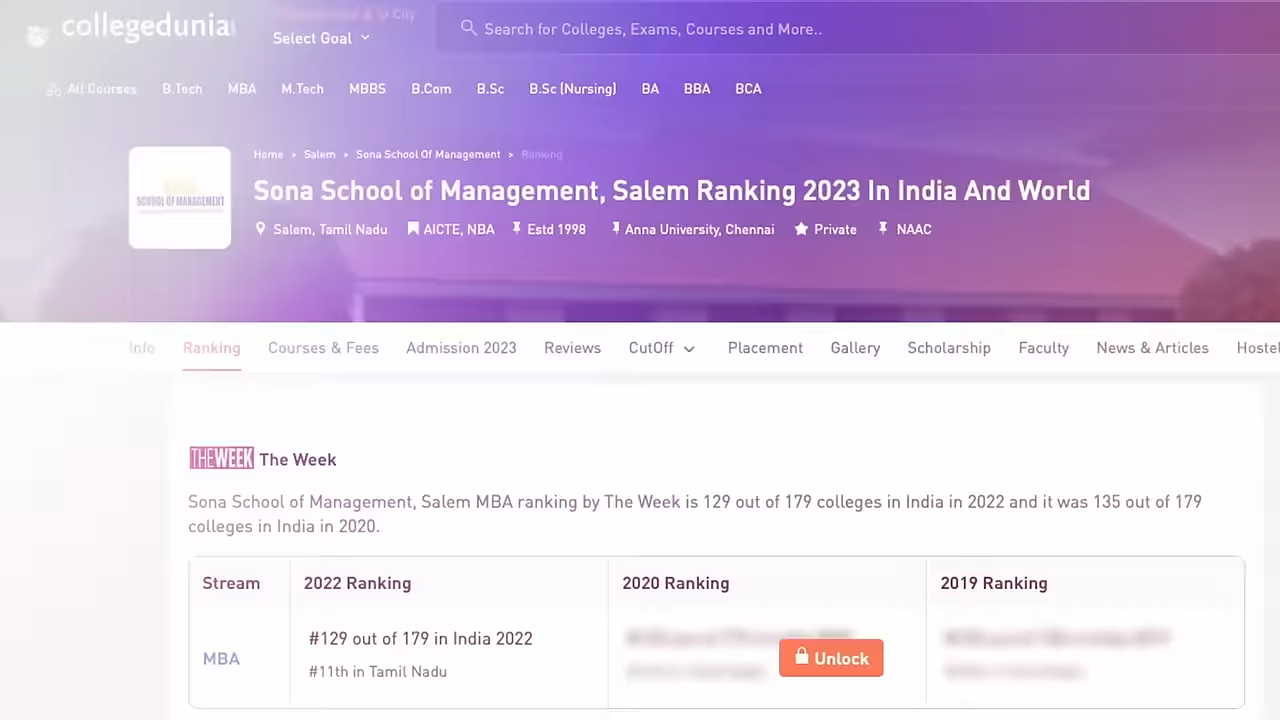 collegedunia
Select Goal
Search for Colleges, Exams, Courses and More..
All Courses B.Tech MBA M.Tech MBBS B.Com B.Sc B.Sc (Nursing) BA BBA BCA
Home > Salem > Sona School Of Management > Ranking
SCHOOL OF MANAGEMENT
Sona School of Management, Salem Ranking 2023 In India And World
Salem, Tamil Nadu AICTE, NBA Estd 1998 Anna University, Chennai Private NAAC
Info Ranking Courses & Fees Admission 2023 Reviews CutOff Placement Gallery Scholarship Faculty News & Articles Hostel
THE WEEK The Week
Sona School of Management, Salem MBA ranking by The Week is 129 out of 179 colleges in India in 2022 and it was 135 out of 179
colleges in India in 2020.
Stream 2022 Ranking 2020 Ranking 2019 Ranking
#129 out of 179 in India 2022
MBA Unlock
#11th in Tamil Nadu